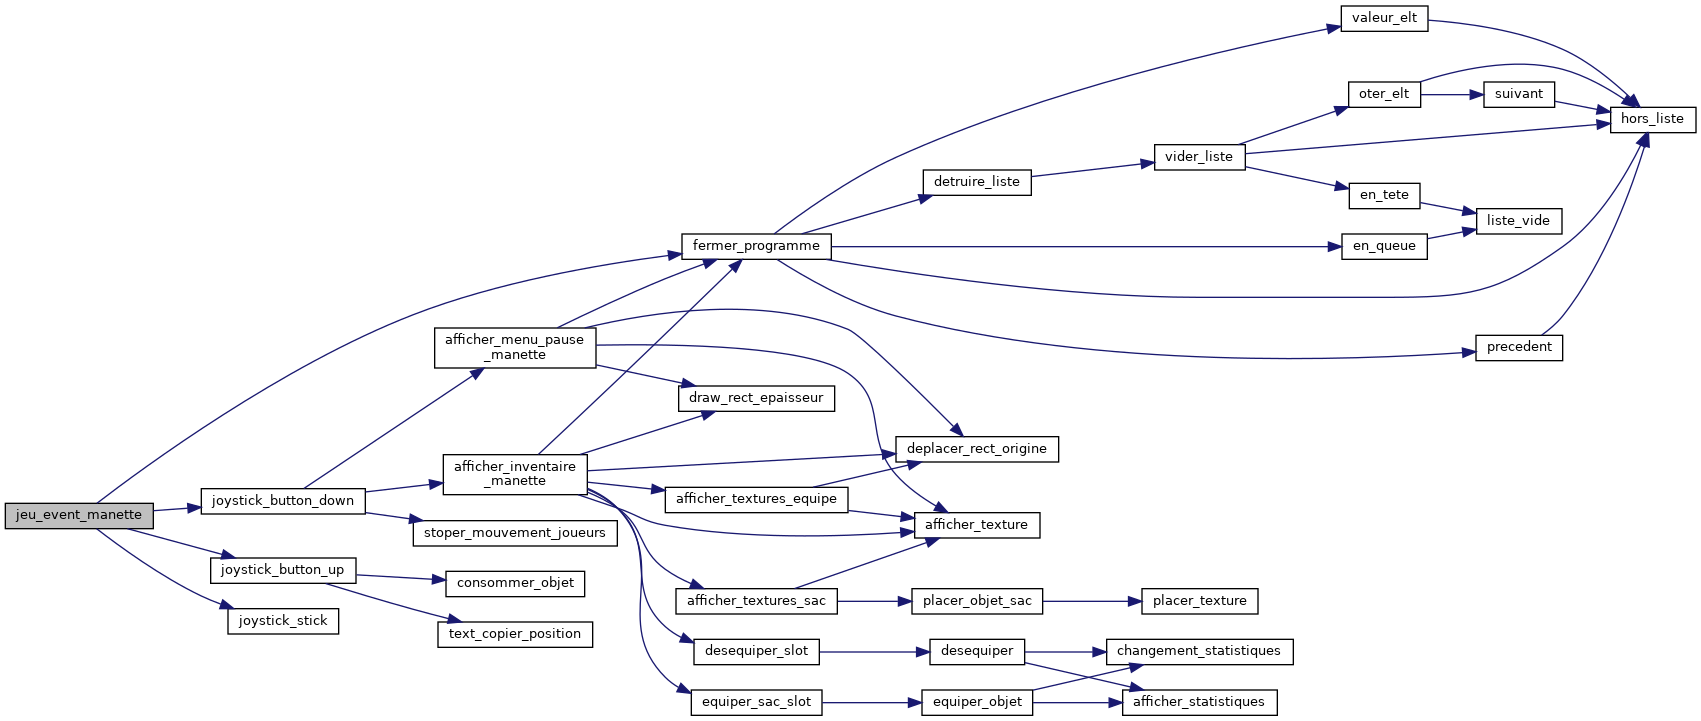 valeur_elt
oter_elt
suivant
hors_liste
vider_liste
detruire_liste
en_tete
liste_vide
fermer_programme
en_queue
afficher_menu_pause
_manette
precedent
draw_rect_epaisseur
deplacer_rect_origine
afficher_inventaire
_manette
afficher_textures_equipe
jeu_event_manette
joystick_button_down
stoper_mouvement_joueurs
afficher_texture
joystick_button_up
consommer_objet
afficher_textures_sac
placer_objet_sac
placer_texture
joystick_stick
text_copier_position
desequiper_slot
desequiper
changement_statistiques
equiper_sac_slot
equiper_objet
afficher_statistiques